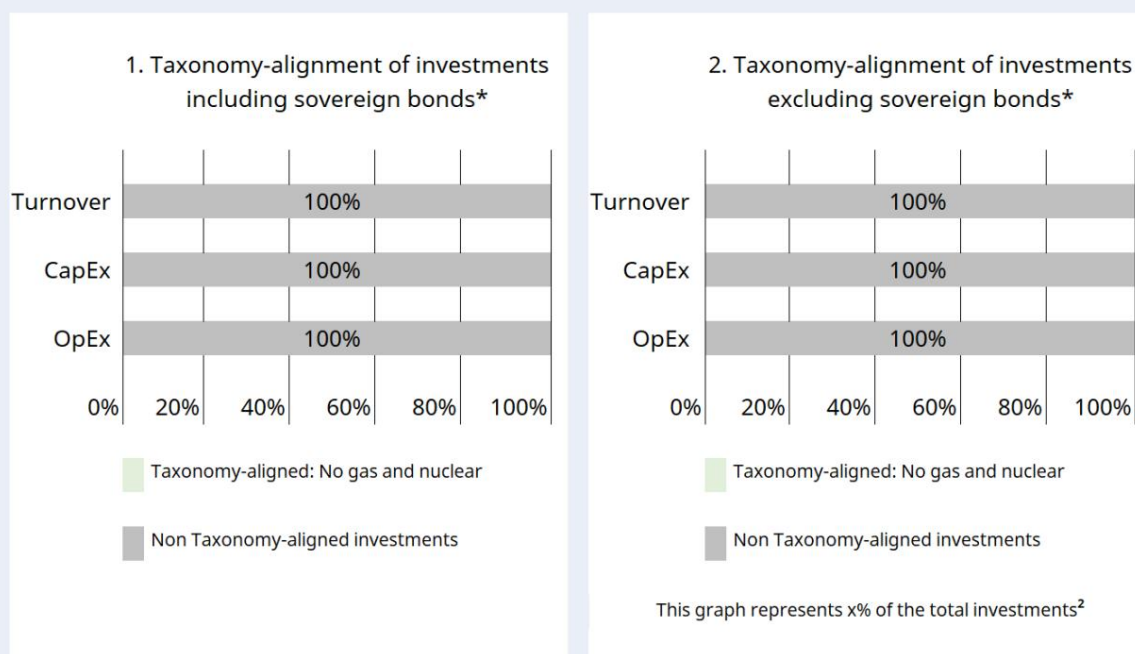 1. Taxonomy-alignment of investments
including sovereign bonds*
Turnover 100%
CapEx 100%
OpEx 100%
0% 20% 40% 60% 80% 100%
Taxonomy-aligned: No gas and nuclear
Non Taxonomy-aligned investments
2. Taxonomy-alignment of investments
excluding sovereign bonds*
Turnover 100%
CapEx 100%
OpEx 100%
0% 20% 40% 60% 80% 100%
Taxonomy-aligned: No gas and nuclear
Non Taxonomy-aligned investments
This graph represents x% of the total investments²